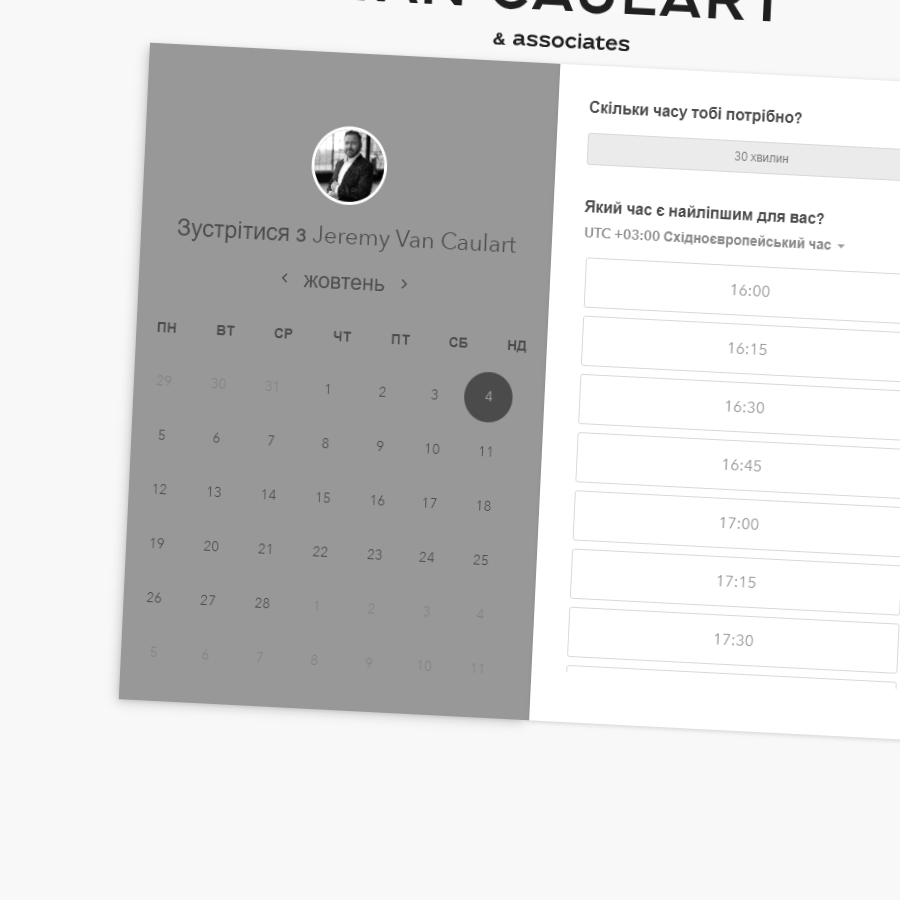 CAULART
& associates
Зустрітися з Jeremy Van Caulart
жовтень
ПН ВТ СР ЧТ ПТ СБ НД
29 30 31 1 2 3 4
5 6 7 8 9 10 11
12 13 14 15 16 17 18
19 20 21 22 23 24 25
26 27 28 1 2 3 4
5 6 7 8 9 10 11
Скільки часу тобі потрібно?
30 хвилин
Який час є найліпшим для вас?
UTC +03:00 Східноєвропейський час
16:00
16:15
16:30
16:45
17:00
17:15
17:30